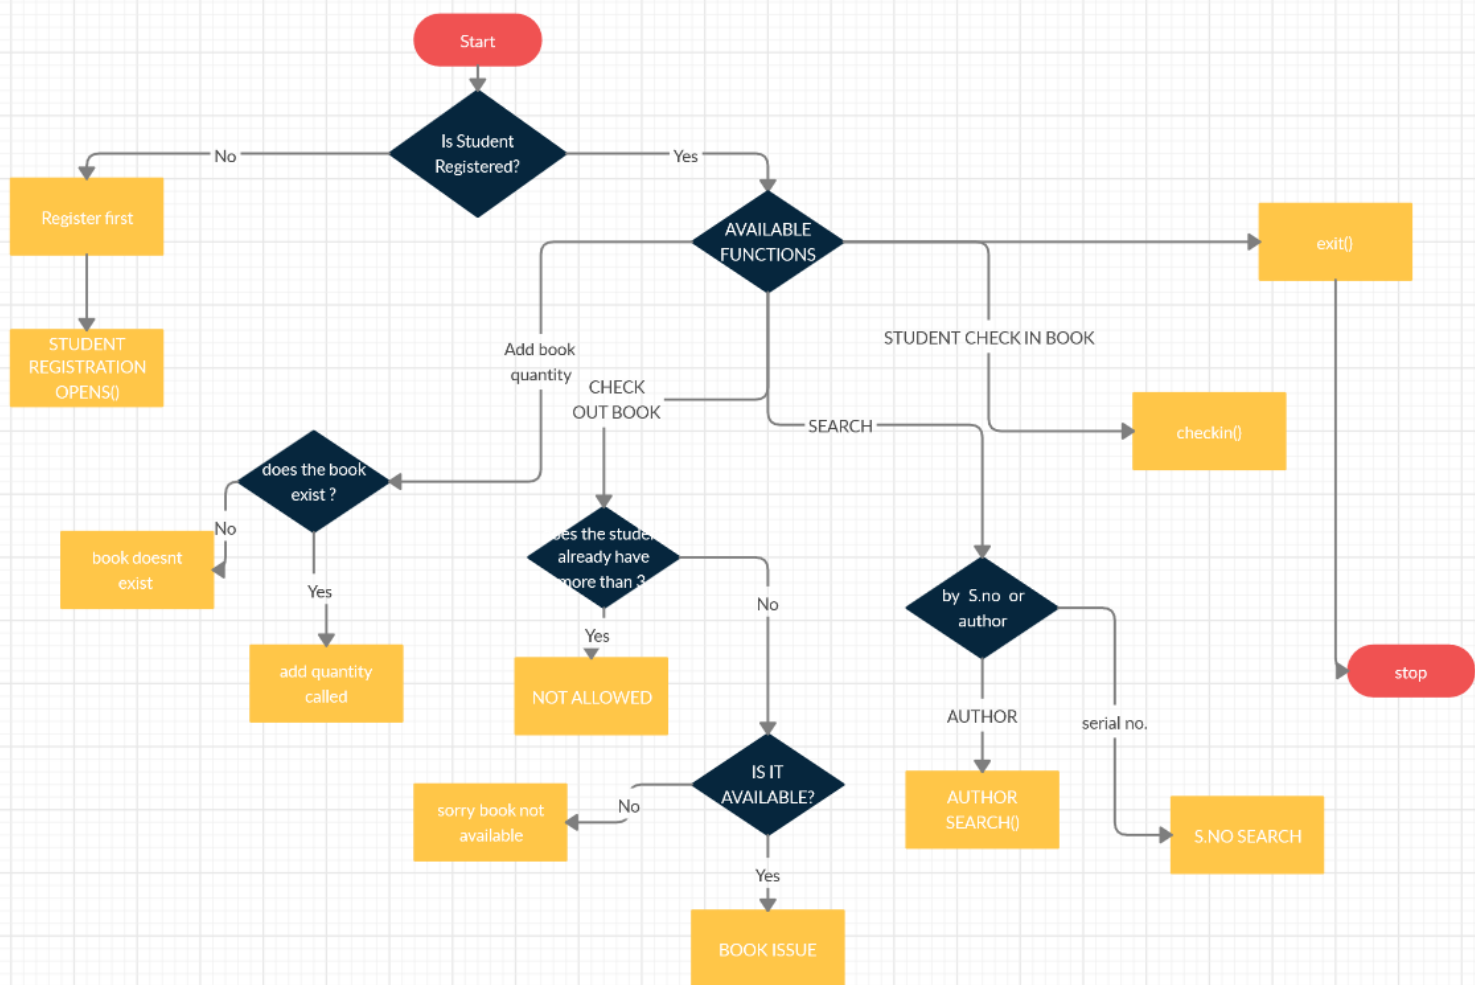 Start
Is Student
Registered?
No
Yes
Register first
AVAILABLE
FUNCTIONS
exit()
STUDENT
REGISTRATION
OPENS()
STUDENT CHECK IN BOOK
Add book
quantity
CHECK
OUT BOOK
SEARCH
checkin()
does the book
exist ?
No
book doesnt
exist
Yes
add quantity
called
the
already have
than 3
Yes
NOT ALLOWED
No
by S.no or
author
stop
AUTHOR
serial no.
IS IT
AVAILABLE?
No
sorry book not
available
AUTHOR
SEARCH()
S.NO SEARCH
Yes
BOOK ISSUE